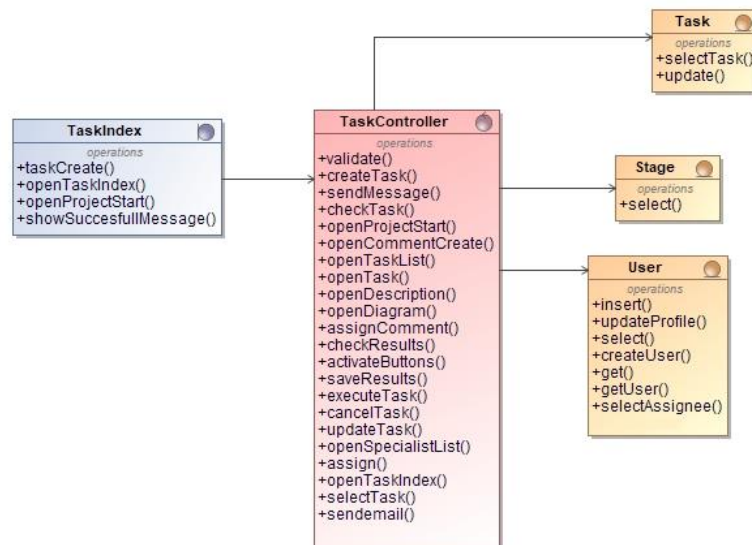 Task
operations
+selectTask()
+update()
TaskIndex
operations
+taskCreate()
+openTaskIndex()
+openProjectStart()
+showSuccesfullMessage()
TaskController
operations
+validate()
+createTask()
+sendMessage()
+checkTask()
+openProjectStart()
+openCommentCreate()
+openTaskList()
+openTask()
+openDescription()
+openDiagram()
+assignComment()
+checkResults()
+activateButtons()
+saveResults()
+executeTask()
+cancelTask()
+updateTask()
+openSpecialistList()
+assign()
+openTaskIndex()
+selectTask()
+sendemail()
Stage
operations
+select()
User
operations
+insert()
+updateProfile()
+select()
+createUser()
+get()
+getUser()
+selectAssignee()